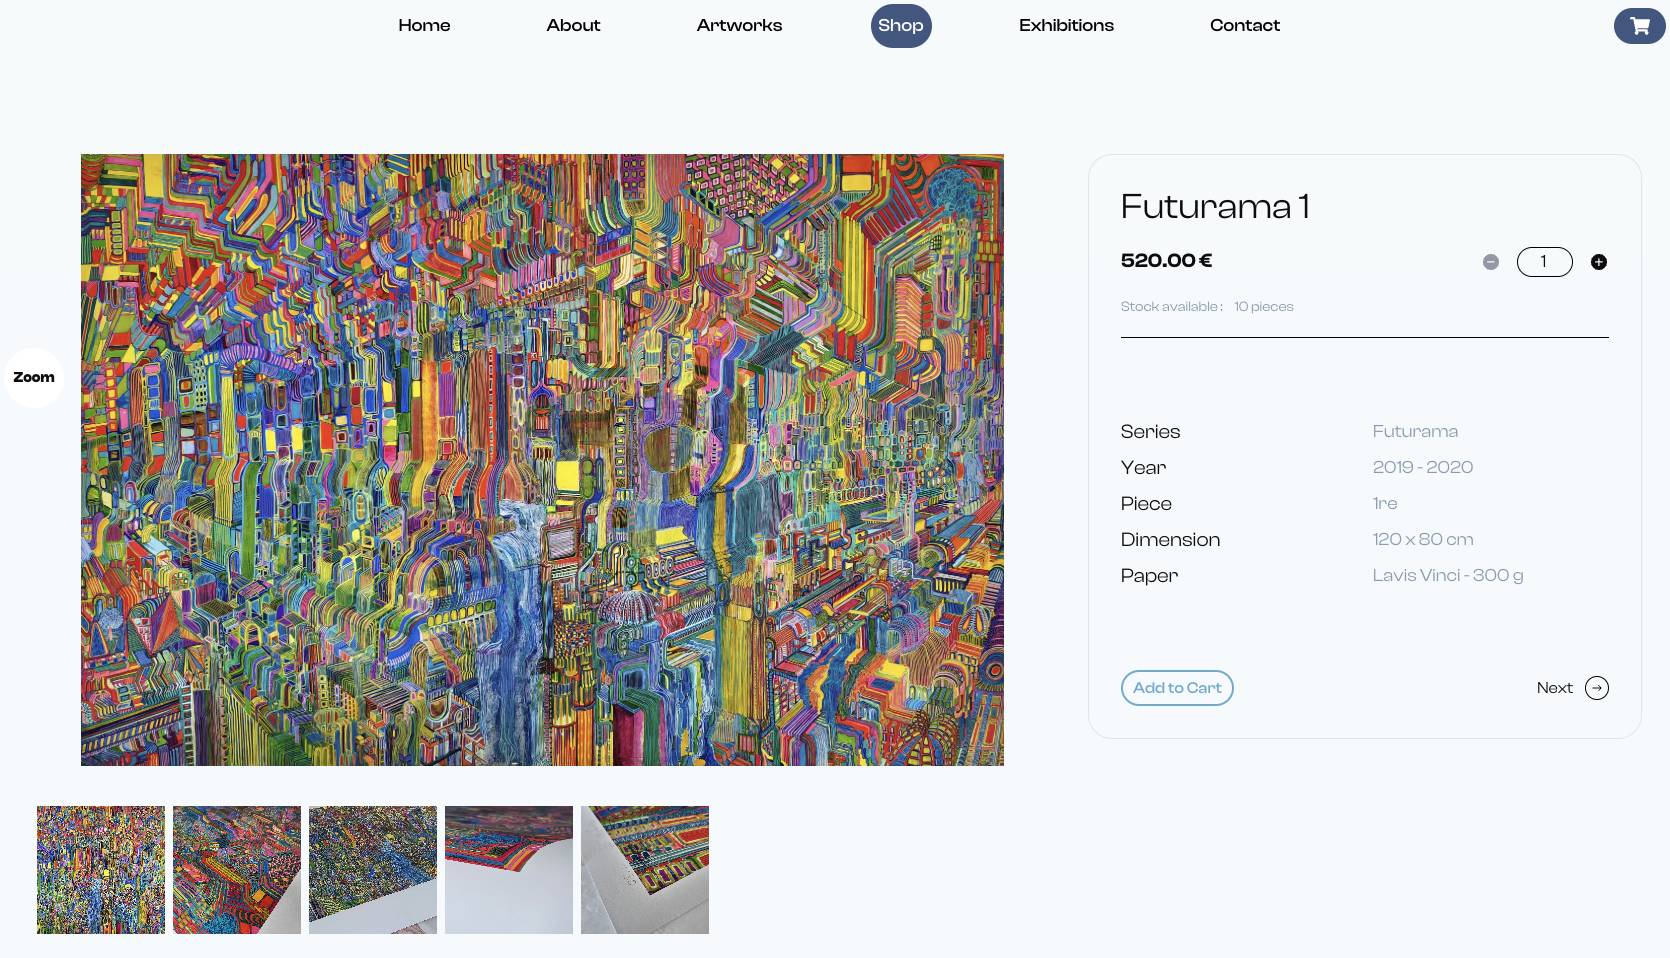 Home About Artworks Shop Exhibitions Contact
Zoom
Futurama 1
520.00 €
1
Stock available : 10 pieces
Series Futurama
Year 2019 - 2020
Piece 1re
Dimension 120 x 80 cm
Paper Lavis Vinci - 300 g
Add to Cart
Next